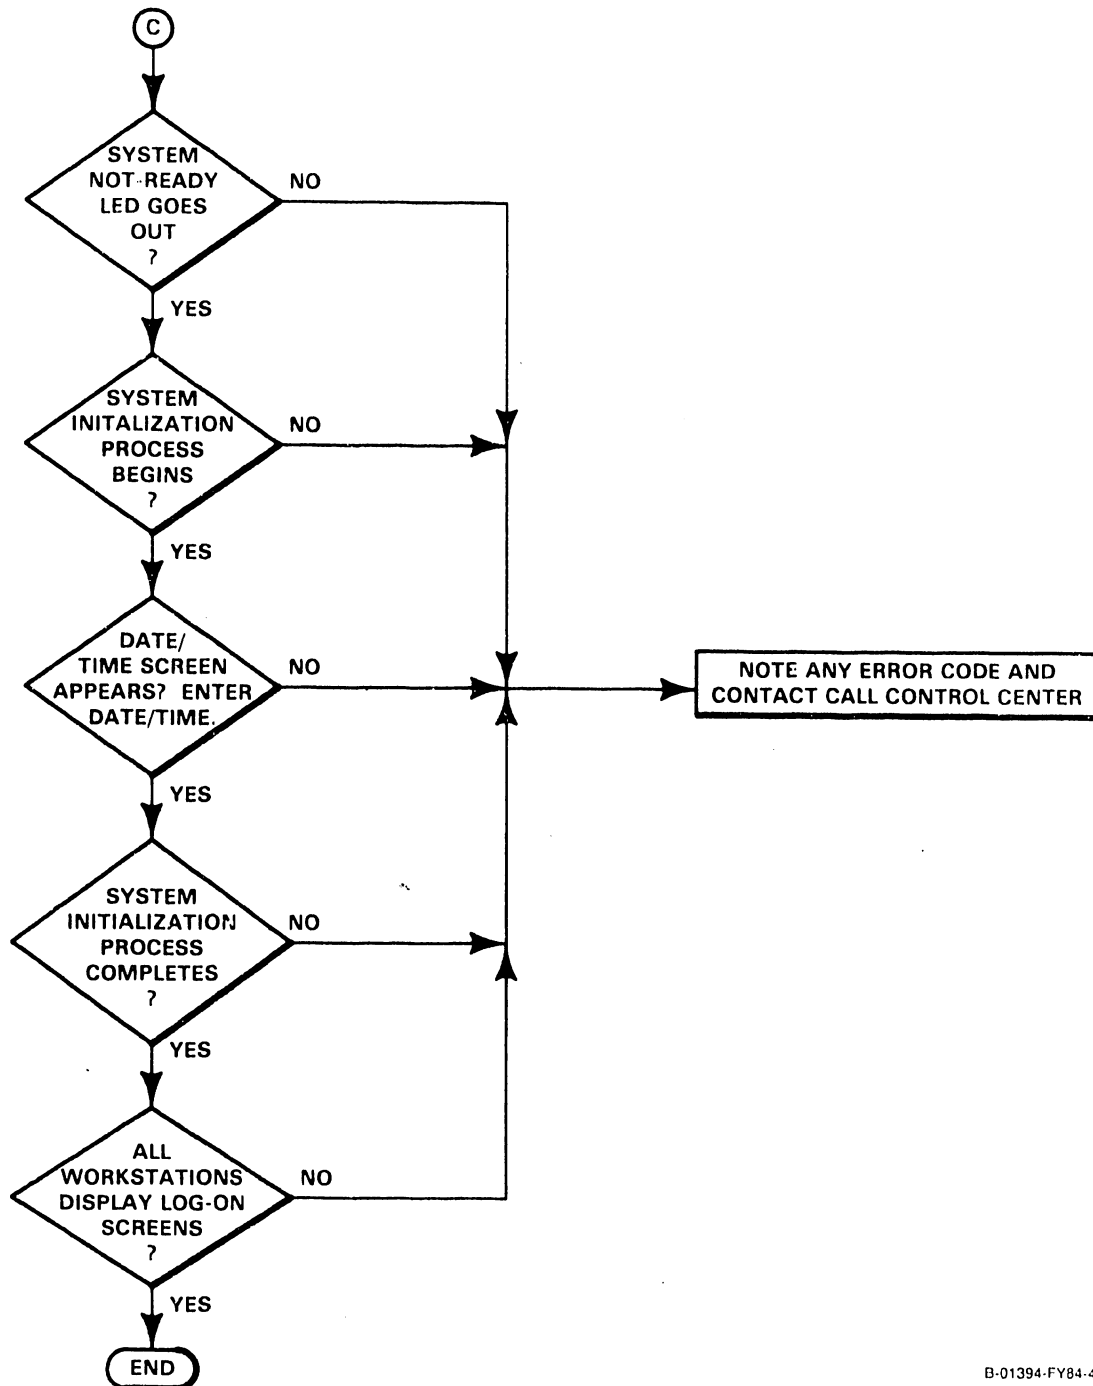 C
SYSTEM
NOT-READY
LED GOES
OUT
?
NO
YES
SYSTEM
INITALIZATION
PROCESS
BEGINS
?
NO
YES
DATE/
TIME SCREEN
APPEARS? ENTER
DATE/TIME.
NO
NOTE ANY ERROR CODE AND
CONTACT CALL CONTROL CENTER
YES
SYSTEM
INITIALIZATION
PROCESS
COMPLETES
?
NO
YES
ALL
WORKSTATIONS
DISPLAY LOG-ON
SCREENS
?
NO
YES
END
B-01394-FY84-4